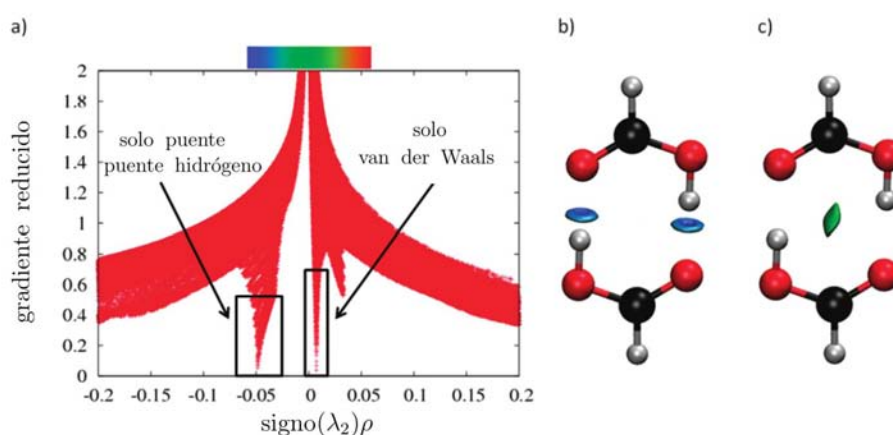 a)
b)
c)
2
1.8
1.6
1.4
1.2
1
0.8
0.6
0.4
0.2
0
gradiente reducido
solo puente
puente hidrógeno
solo
van der Waals
-0.2 -0.15 -0.1 -0.05 0 0.05 0.1 0.15 0.2
signo(λ₂)ρ